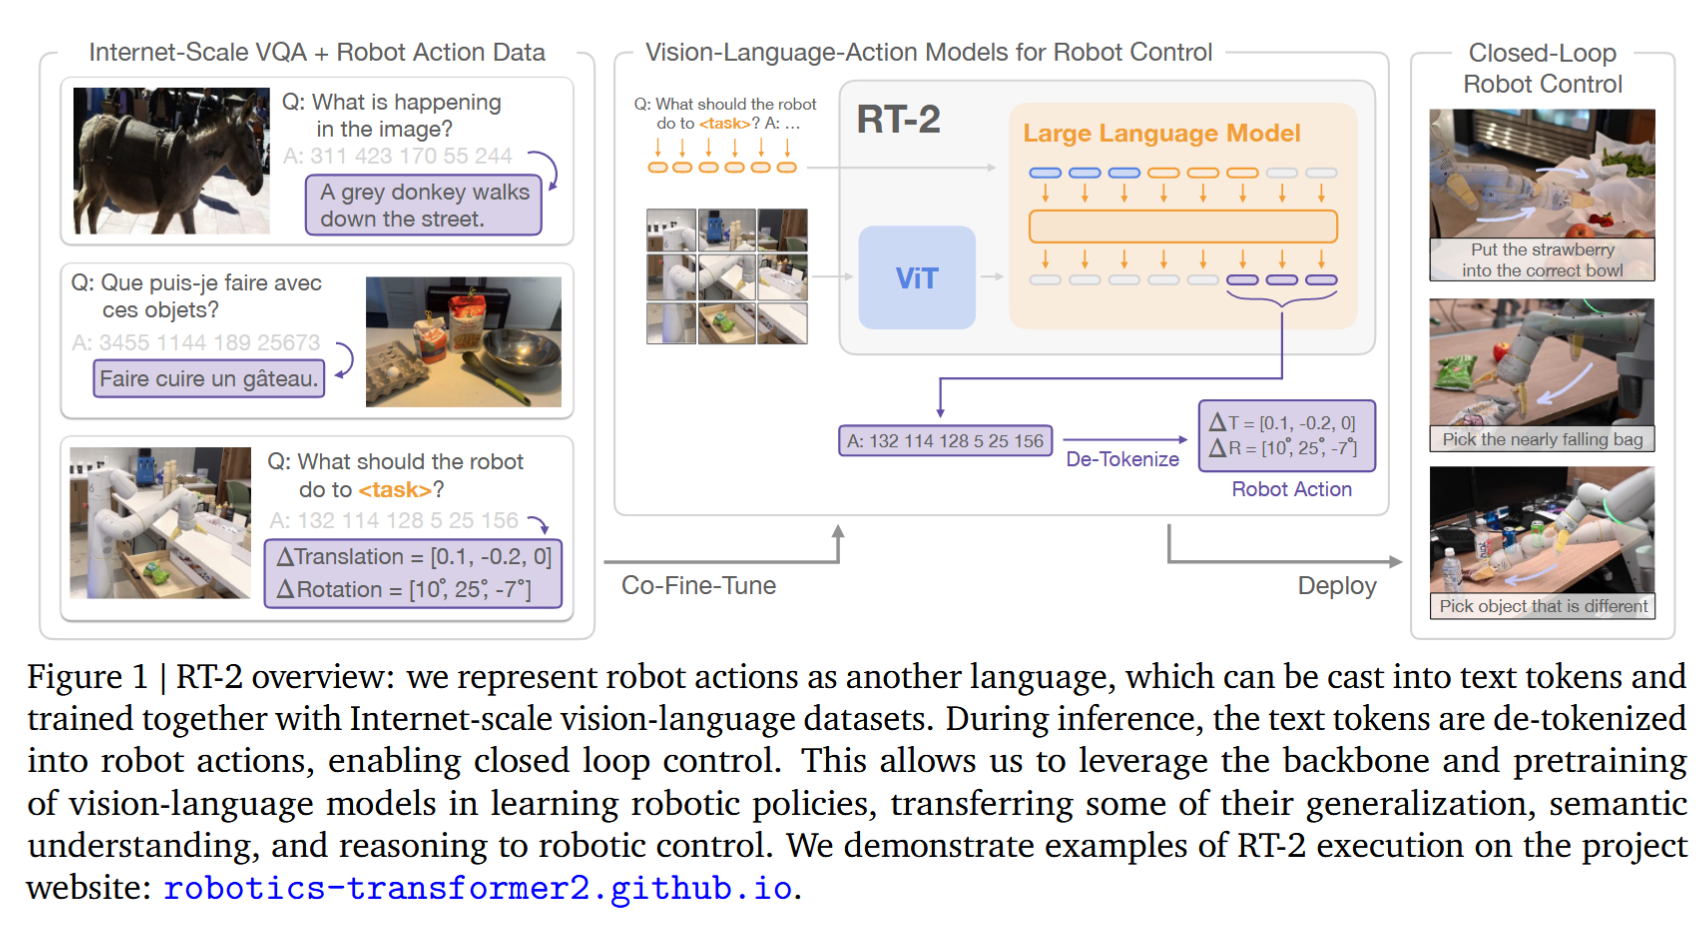 Internet-Scale VQA + Robot Action Data
Q: What is happening
in the image?
A: 311 423 170 55 244
A grey donkey walks
down the street.
Q: Que puis-je faire avec
ces objets?
A: 3455 1144 189 25673
Faire cuire un gâteau.
Q: What should the robot
do to <task>?
A: 132 114 128 5 25 156
ΔTranslation = [0.1, -0.2, 0]
ΔRotation = [10°, 25°, -7°]
Co-Fine-Tune
Vision-Language-Action Models for Robot Control
Q: What should the robot
do to <task>? A: ...
RT-2
Large Language Model
ViT
A: 132 114 128 5 25 156
De-Tokenize
ΔT = [0.1, -0.2, 0]
ΔR = [10°, 25°, -7°]
Robot Action
Deploy
Closed-Loop
Robot Control
Put the strawberry
into the correct bowl
Pick the nearly falling bag
Pick object that is different
Figure 1 | RT-2 overview: we represent robot actions as another language, which can be cast into text tokens and
trained together with Internet-scale vision-language datasets. During inference, the text tokens are de-tokenized
into robot actions, enabling closed loop control. This allows us to leverage the backbone and pretraining
of vision-language models in learning robotic policies, transferring some of their generalization, semantic
understanding, and reasoning to robotic control. We demonstrate examples of RT-2 execution on the project
website: robotics-transformer2.github.io.